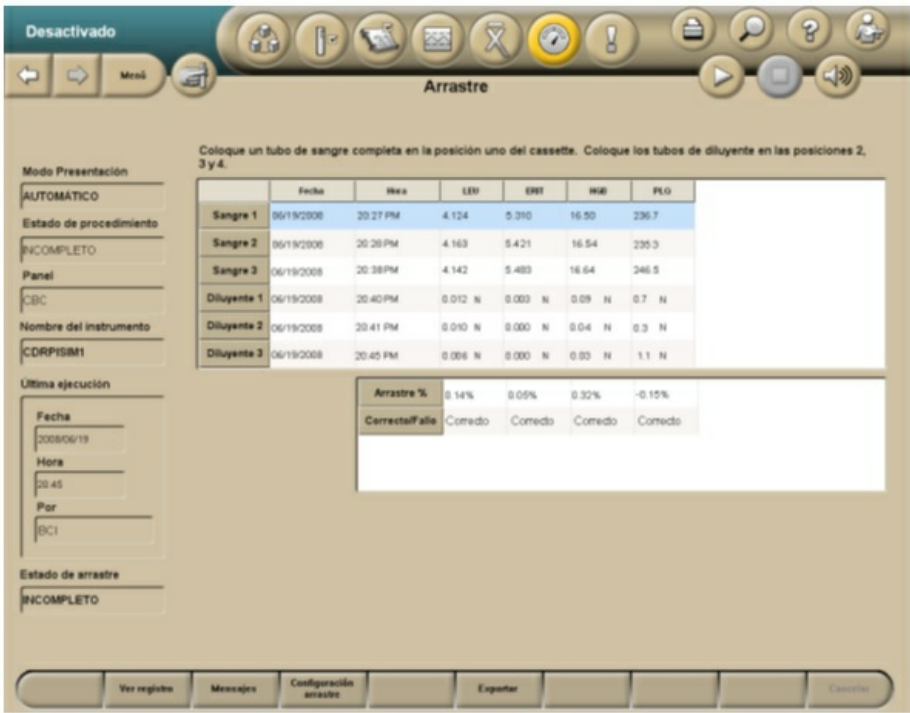 Desactivado
Menú
Arrastre
Coloque un tubo de sangre completa en la posición uno del cassette. Coloque los tubos de diluyente en las posiciones 2,
3 y 4.
Modo Presentación
AUTOMÁTICO
Estado de procedimiento
INCOMPLETO
Panel
CBC
Nombre del instrumento
CDRPISIM1
Última ejecución
Fecha
2008/06/19
Hora
20:45
Por
BCI
Estado de arrastre
INCOMPLETO
Fecha Hora LEU ERIT HGB PLQ
Sangre 1 06/19/2008 20:27 PM 4.124 5.310 16.50 236.7
Sangre 2 06/19/2008 20:28 PM 4.163 5.421 16.54 235.3
Sangre 3 06/19/2008 20:38 PM 4.142 5.483 16.64 246.5
Diluyente 1 06/19/2008 20:40 PM 0.012 N 0.003 N 0.09 N 0.7 N
Diluyente 2 06/19/2008 20:41 PM 0.010 N 0.000 N 0.04 N 0.3 N
Diluyente 3 06/19/2008 20:45 PM 0.006 N 0.000 N 0.03 N 1.1 N
Arrastre % 0.14% 0.05% 0.32% -0.15%
Correcto/Fallo Correcto Correcto Correcto Correcto
Ver registro Mensajes Configuración arrastre Exportar Cancelar